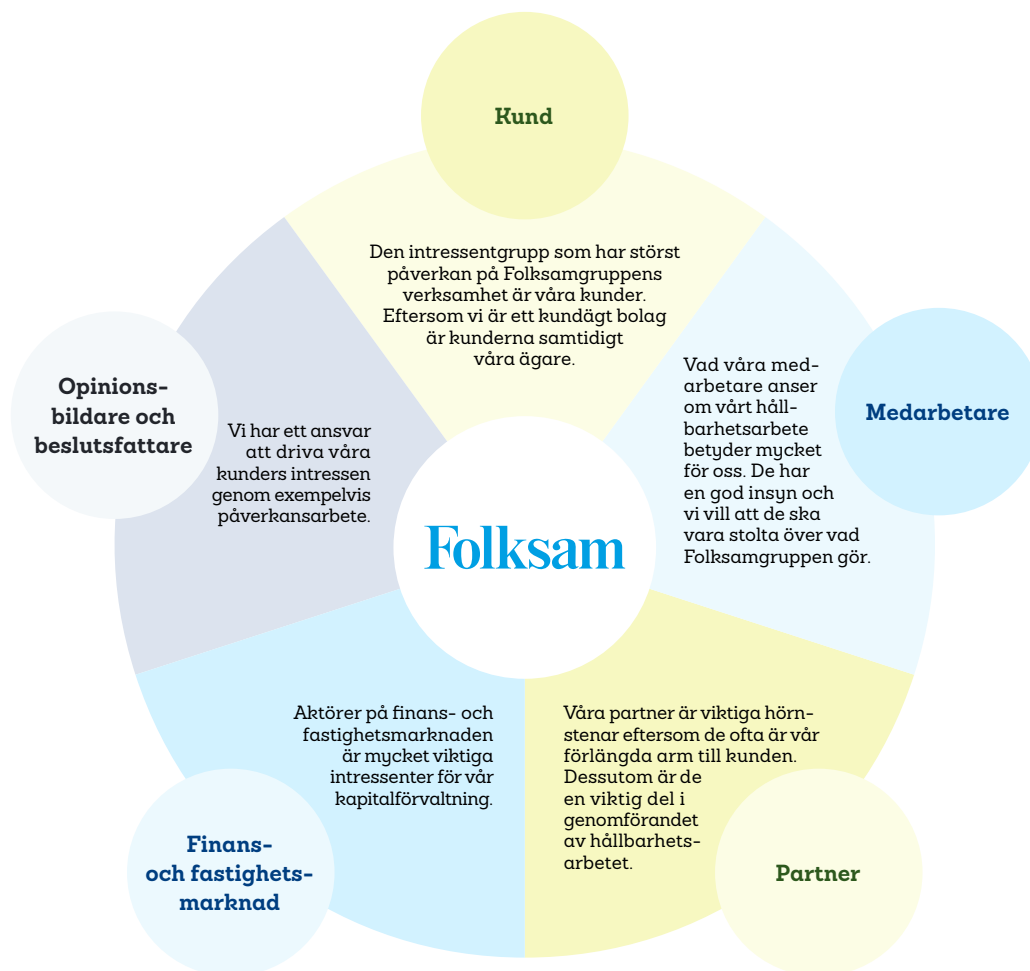 Kund
Den intressentgrupp som har störst
påverkan på Folksamgruppens
verksamhet är våra kunder.
Eftersom vi är ett kundägt bolag
är kunderna samtidigt
våra ägare.
Medarbetare
Vad våra med-
arbetare anser
om vårt håll-
barhetsarbete
betyder mycket
för oss. De har
en god insyn och
vi vill att de ska
vara stolta över vad
Folksamgruppen gör.
Opinions-
bildare och
beslutsfattare
Vi har ett ansvar
att driva våra
kunders intressen
genom exempelvis
påverkansarbete.
Folksam
Aktörer på finans- och
fastighetsmarknaden
är mycket viktiga
intressenter för vår
kapitalförvaltning.
Finans-
och fastighets-
marknad
Våra partner är viktiga hörn-
stenar eftersom de ofta är vår
förlängda arm till kunden.
Dessutom är de
en viktig del i
genomförandet
av hållbarhets-
arbetet.
Partner